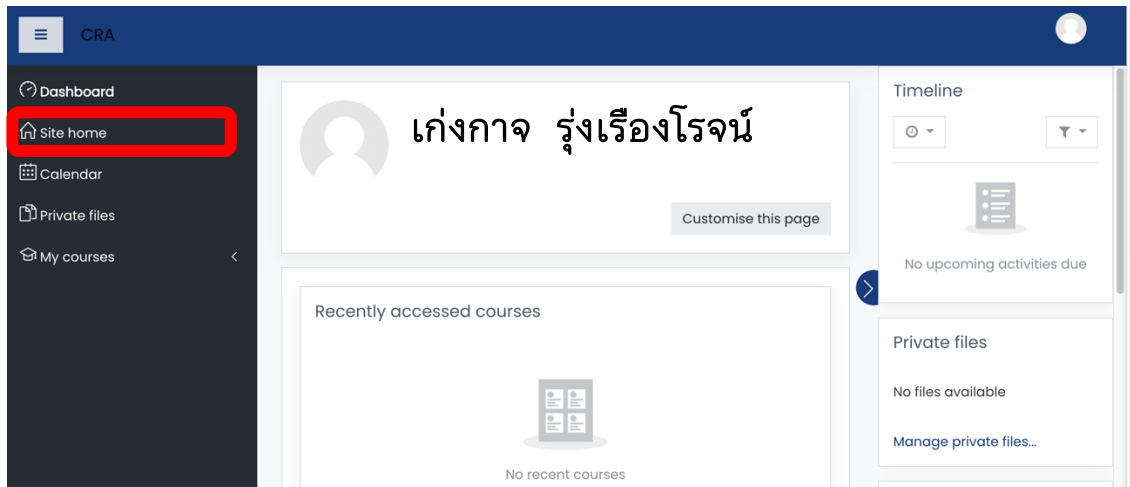 CRA
Dashboard
Site home
Calendar
Private files
My courses
เก่งกาจ รุ่งเรืองโรจน์
Customise this page
Recently accessed courses
No recent courses
Timeline
No upcoming activities due
Private files
No files available
Manage private files...